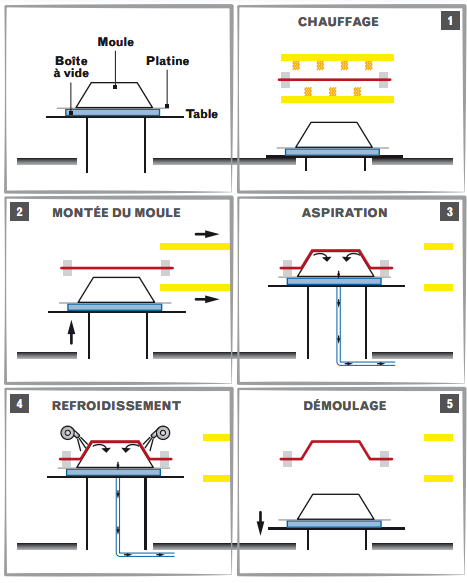 Moule
Boîte
à vide
Platine
Table
CHAUFFAGE
1
2
MONTÉE DU MOULE
ASPIRATION
3
4
REFROIDISSEMENT
DÉMOULAGE
5